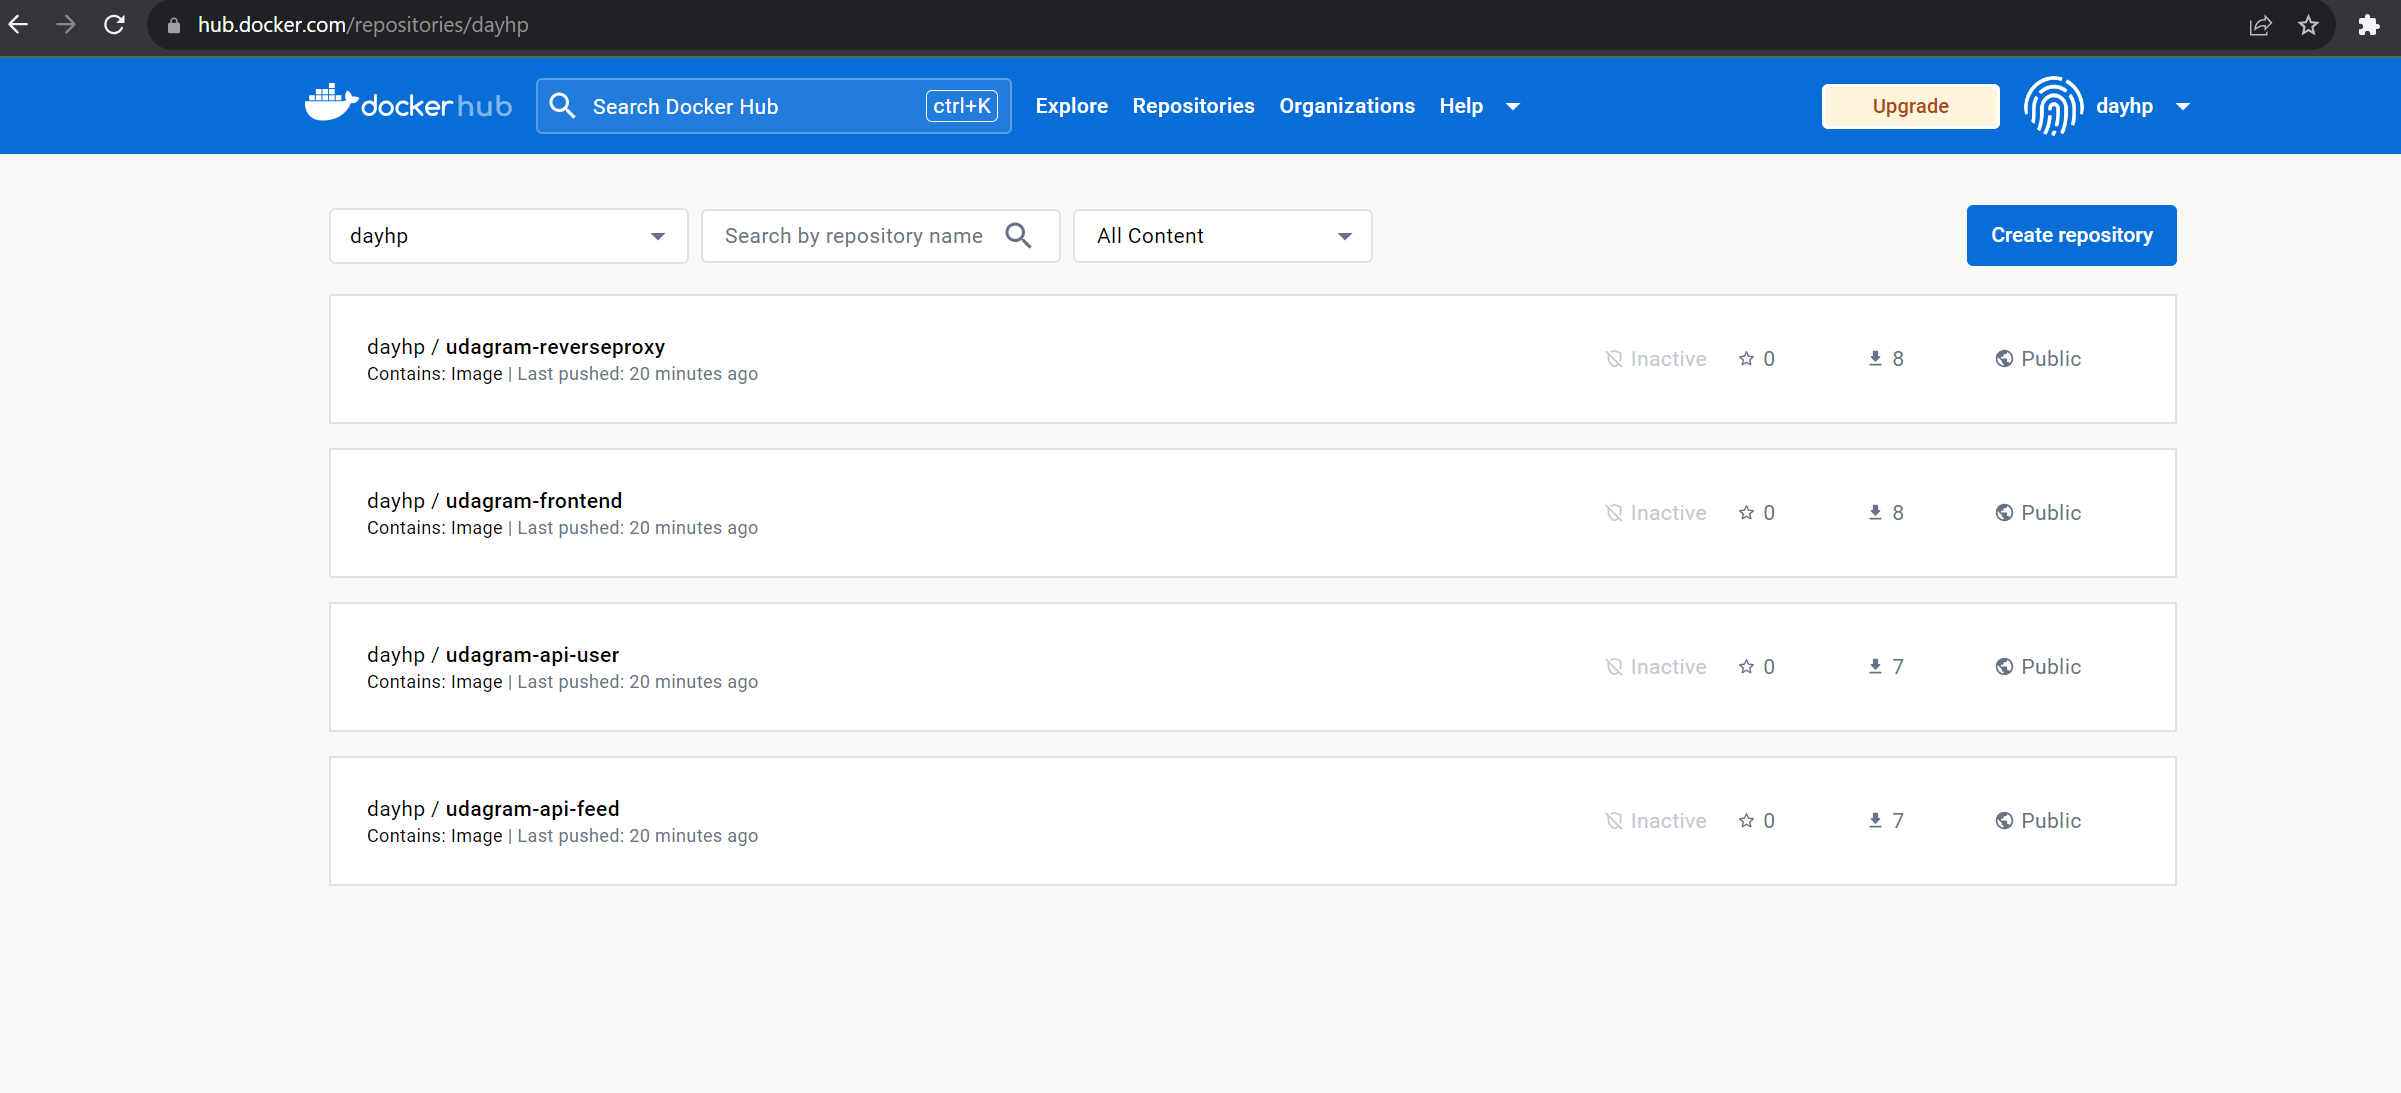 hub.docker.com/repositories/dayhp
dockerhub Search Docker Hub ctrl+K Explore Repositories Organizations Help Upgrade dayhp
dayhp Search by repository name All Content Create repository
dayhp / udagram-reverseproxy
Contains: Image | Last pushed: 20 minutes ago
Inactive 0 8 Public
dayhp / udagram-frontend
Contains: Image | Last pushed: 20 minutes ago
Inactive 0 8 Public
dayhp / udagram-api-user
Contains: Image | Last pushed: 20 minutes ago
Inactive 0 7 Public
dayhp / udagram-api-feed
Contains: Image | Last pushed: 20 minutes ago
Inactive 0 7 Public